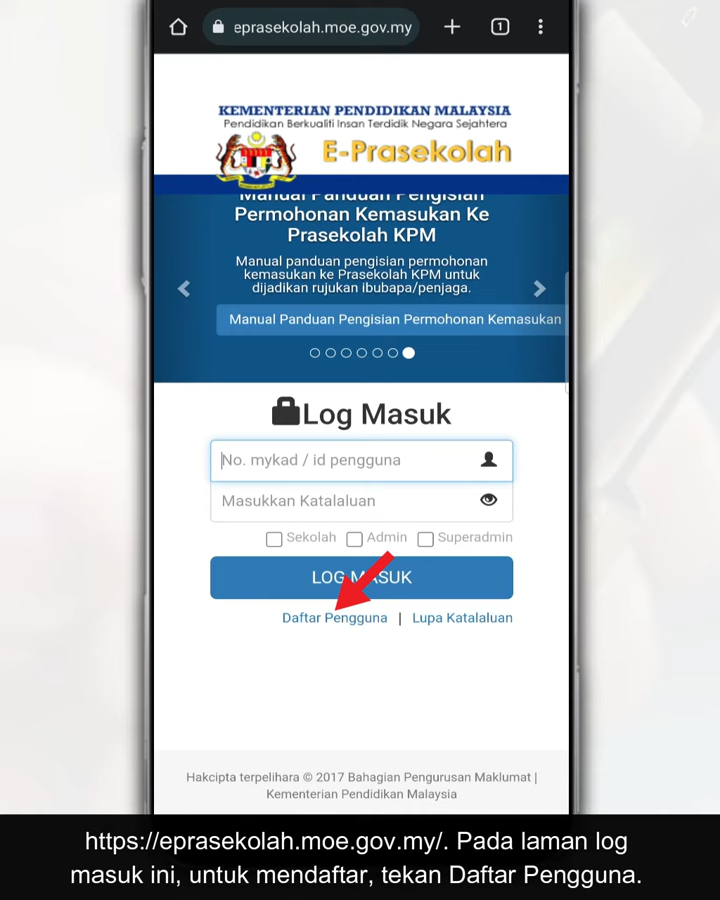 eprasekolah.moe.gov.my
1
KEMENTERIAN PENDIDIKAN MALAYSIA
Pendidikan Berkualiti Insan Terdidik Negara Sejahtera
E-Prasekolah
Manual Panduan Pengisian
Permohonan Kemasukan Ke
Prasekolah KPM
Manual panduan pengisian permohonan
kemasukan ke Prasekolah KPM untuk
dijadikan rujukan ibubapa/penjaga.
Manual Panduan Pengisian Permohonan Kemasukan
Log Masuk
No. mykad / id pengguna
Masukkan Katalaluan
Sekolah Admin Superadmin
LOG MASUK
Daftar Pengguna | Lupa Katalaluan
Hakcipta terpelihara © 2017 Bahagian Pengurusan Maklumat |
Kementerian Pendidikan Malaysia
https://eprasekolah.moe.gov.my/. Pada laman log
masuk ini, untuk mendaftar, tekan Daftar Pengguna.